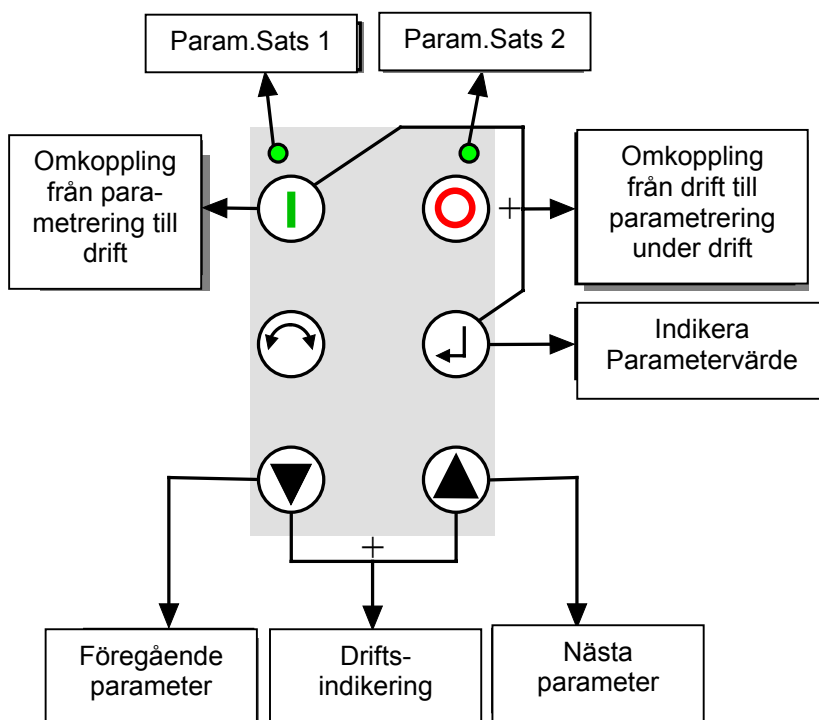 Param.Sats 1
Param.Sats 2
Omkoppling
från para-
metrering till
drift
Omkoppling
från drift till
parametrering
under drift
+
Indikera
Parametervärde
+
Föregående
parameter
Drifts-
indikering
Nästa
parameter